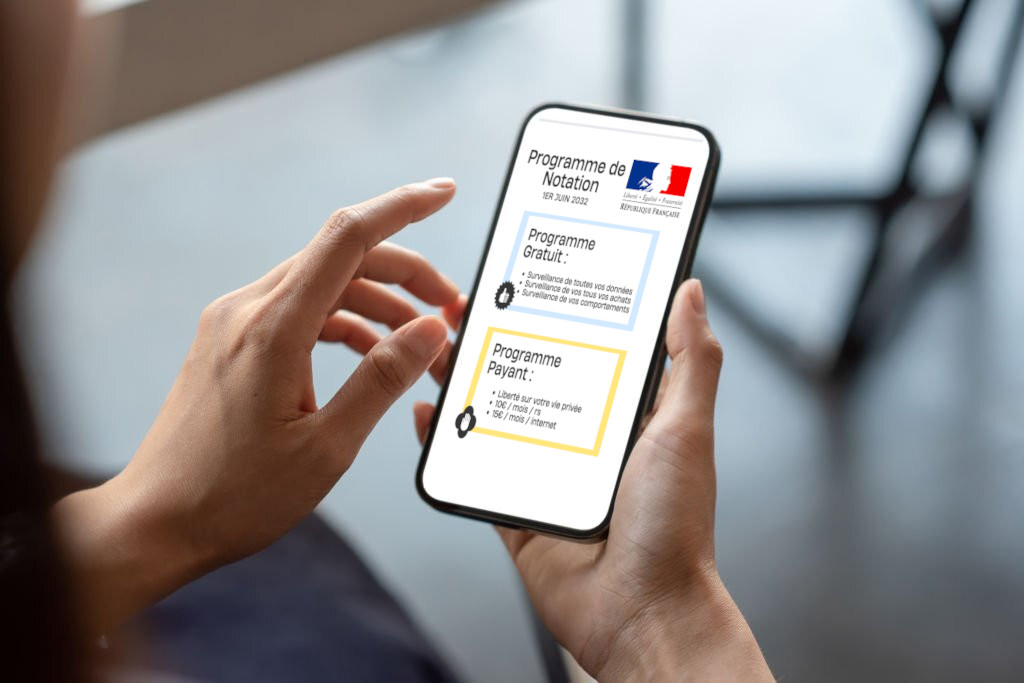 Programme de
Notation
1ER JUIN 2032
Liberté • Égalité • Fraternité
RÉPUBLIQUE FRANÇAISE
Programme
Gratuit :
• Surveillance de toutes vos données
• Surveillance de vos tous vos achats
• Surveillance de vos comportements
Programme
Payant :
• Liberté sur votre vie privée
• 10€ / mois / rs
• 15€ / mois / internet